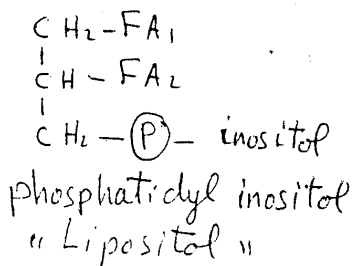 CH₂-FA₁
CH-FA₂
CH₂-P- inositol
phosphatidyl inositol
"Lipositol"